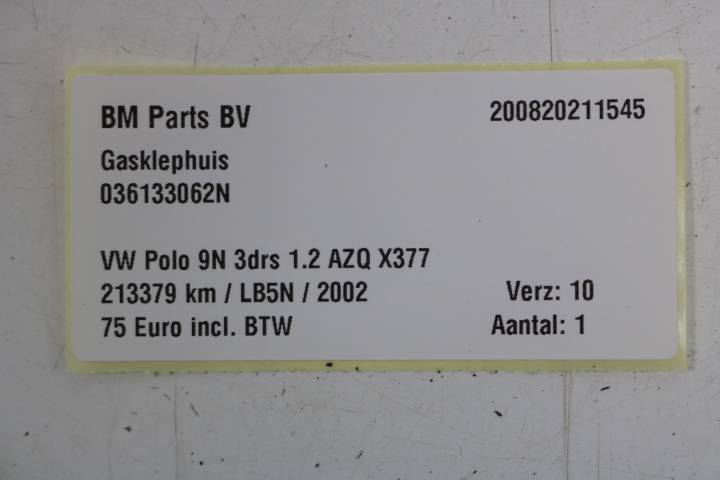 BM Parts BV 200820211545
Gasklephuis
036133062N
VW Polo 9N 3drs 1.2 AZQ X377
213379 km / LB5N / 2002 Verz: 10
75 Euro incl. BTW Aantal: 1